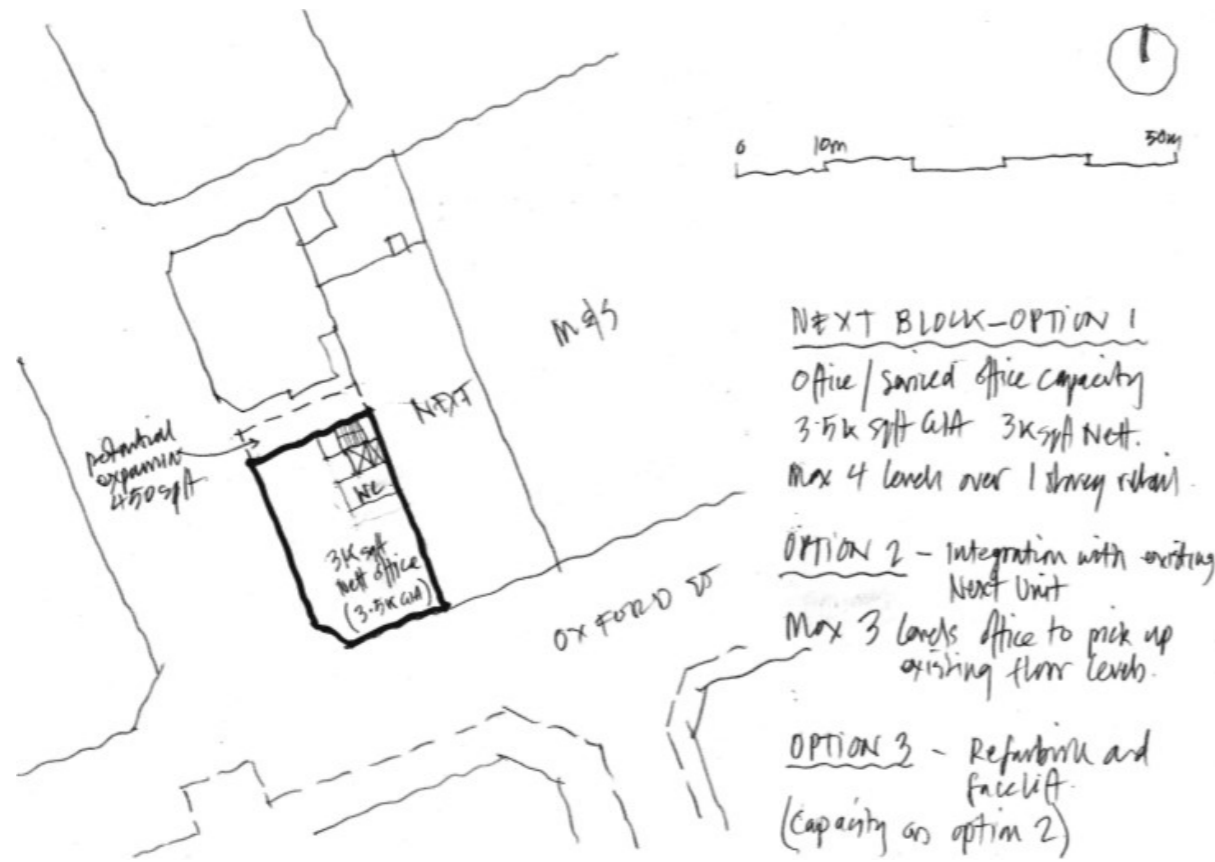 0 10m 50m
M&S
NEXT
potential
expansion
450 sqft
WC
3K sqft
Nett office
(3.5K GIA)
OXFORD ST
NEXT BLOCK - OPTION 1
Office / serviced office capacity
3.5K sqft GIA 3K sqft Nett.
Max 4 levels over 1 storey retail.
OPTION 2 - Integration with existing
Next Unit
Max 3 levels office to pick up
existing floor levels.
OPTION 3 - Refurbish and
facelift.
(capacity as option 2)